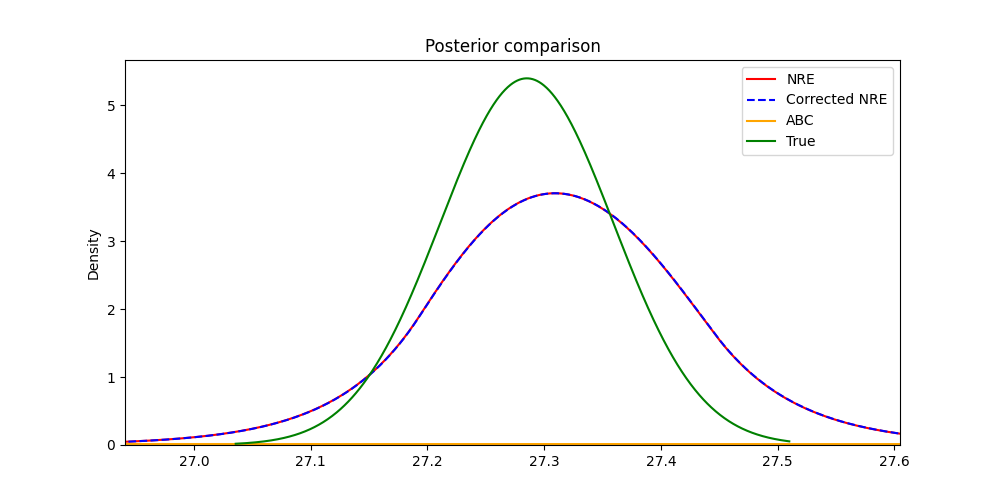 Posterior comparison
NRE
Corrected NRE
ABC
True
Density
5
4
3
2
1
0
27.0 27.1 27.2 27.3 27.4 27.5 27.6